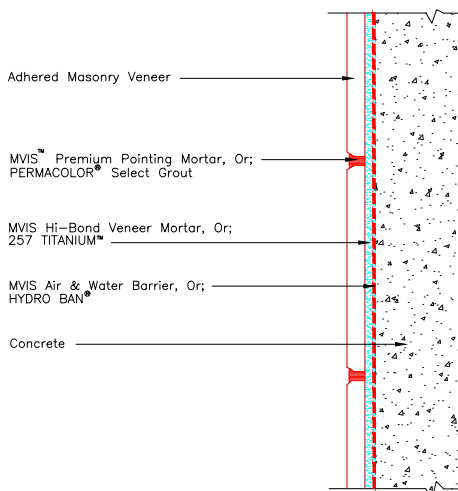 Adhered Masonry Veneer
MVIS™ Premium Pointing Mortar, Or;
PERMACOLOR® Select Grout
MVIS Hi-Bond Veneer Mortar, Or;
257 TITANIUM™
MVIS Air & Water Barrier, Or;
HYDRO BAN®
Concrete